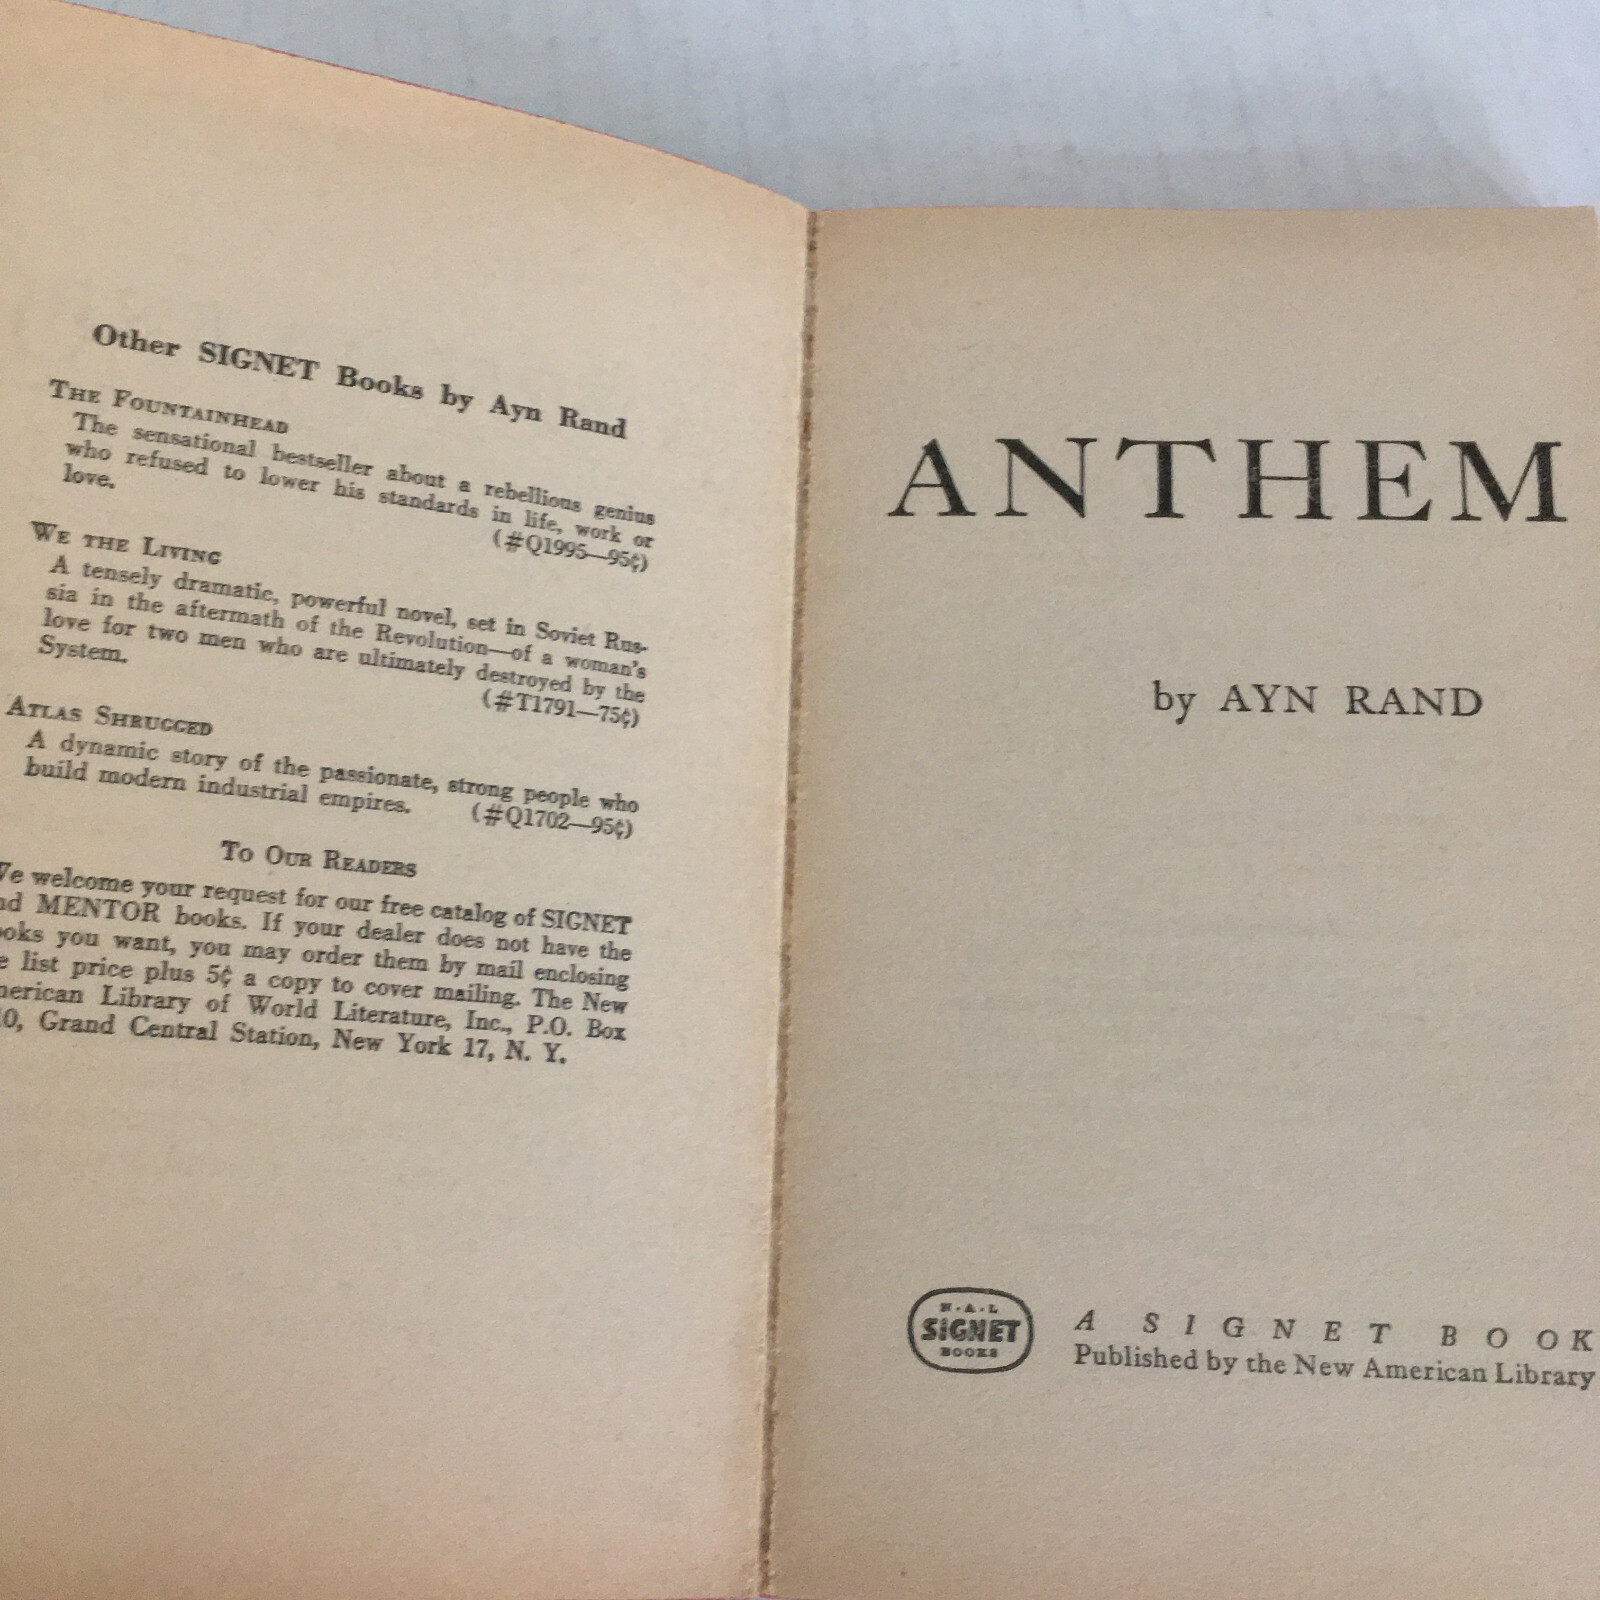 Other SIGNET Books by Ayn Rand
THE FOUNTAINHEAD
The sensational bestseller about a rebellious genius
who refused to lower his standards in life, work or
love. (#Q1995—95¢)
WE THE LIVING
A tensely dramatic, powerful novel, set in Soviet Rus-
sia in the aftermath of the Revolution—of a woman's
love for two men who are ultimately destroyed by the
System. (#T1791—75¢)
ATLAS SHRUGGED
A dynamic story of the passionate, strong people who
build modern industrial empires. (#Q1702—95¢)
TO OUR READERS
We welcome your request for our free catalog of SIGNET
nd MENTOR books. If your dealer does not have the
ooks you want, you may order them by mail enclosing
e list price plus 5¢ a copy to cover mailing. The New
merican Library of World Literature, Inc., P.O. Box
10, Grand Central Station, New York 17, N. Y.
ANTHEM
by AYN RAND
N·A·L
SIGNET
BOOKS
A SIGNET BOOK
Published by the New American Library